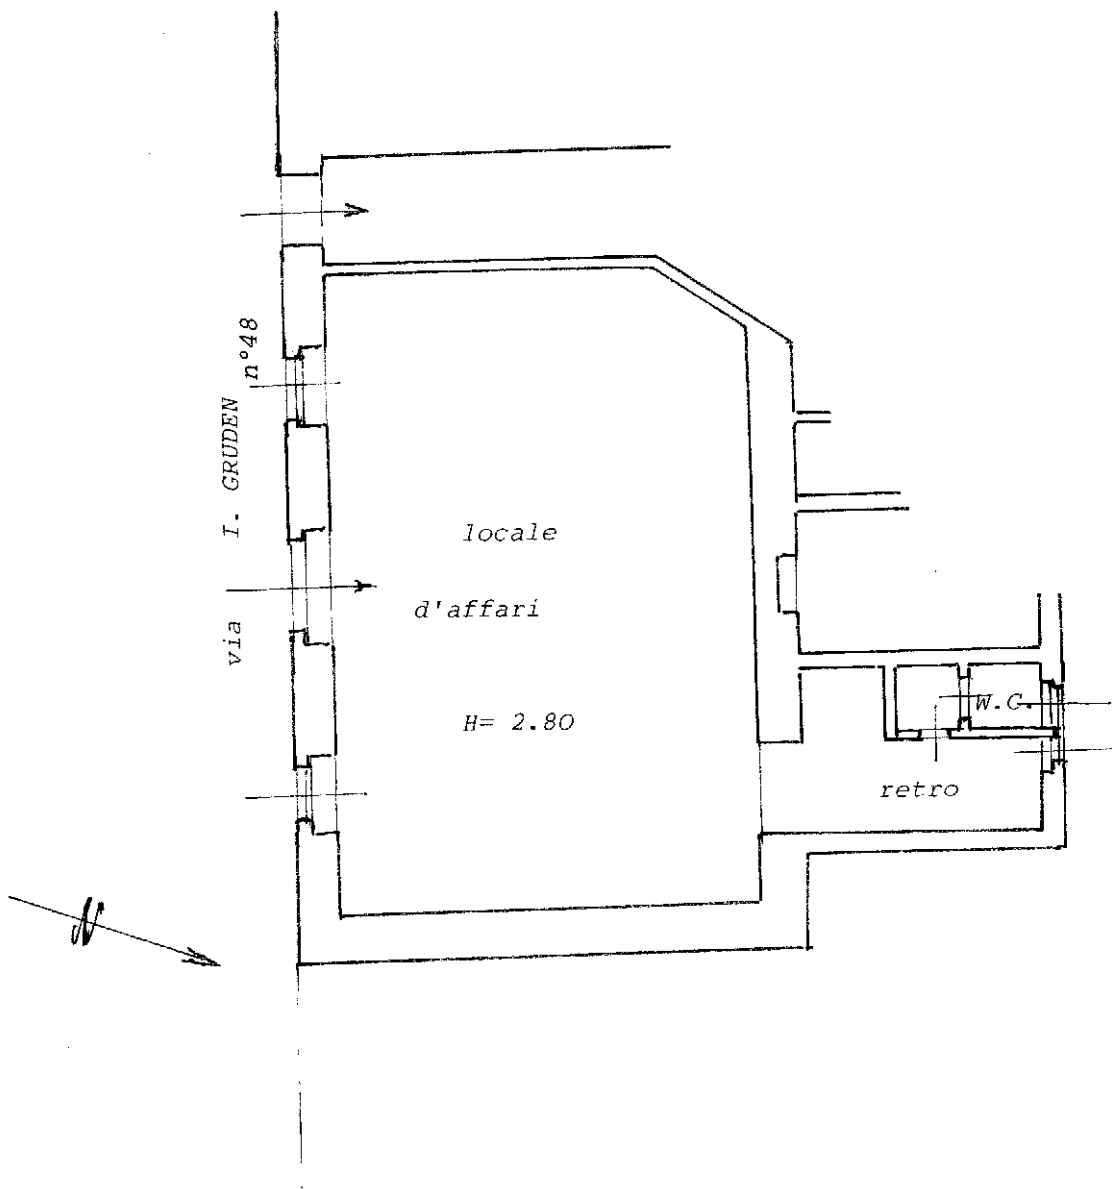 via I. GRUDEN n°48
locale
d'affari
H= 2.80
W.C.
retro
N